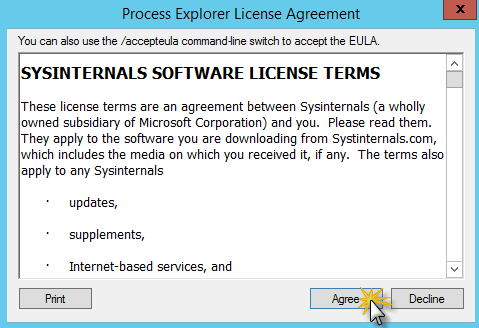 Process Explorer License Agreement
x
You can also use the /accepteula command-line switch to accept the EULA.
SYSINTERNALS SOFTWARE LICENSE TERMS
These license terms are an agreement between Sysinternals (a wholly
owned subsidiary of Microsoft Corporation) and you.  Please read them.
They apply to the software you are downloading from Systinternals.com,
which includes the media on which you received it, if any.  The terms also
apply to any Sysinternals
· updates,
· supplements,
· Internet-based services, and
Print Agree Decline